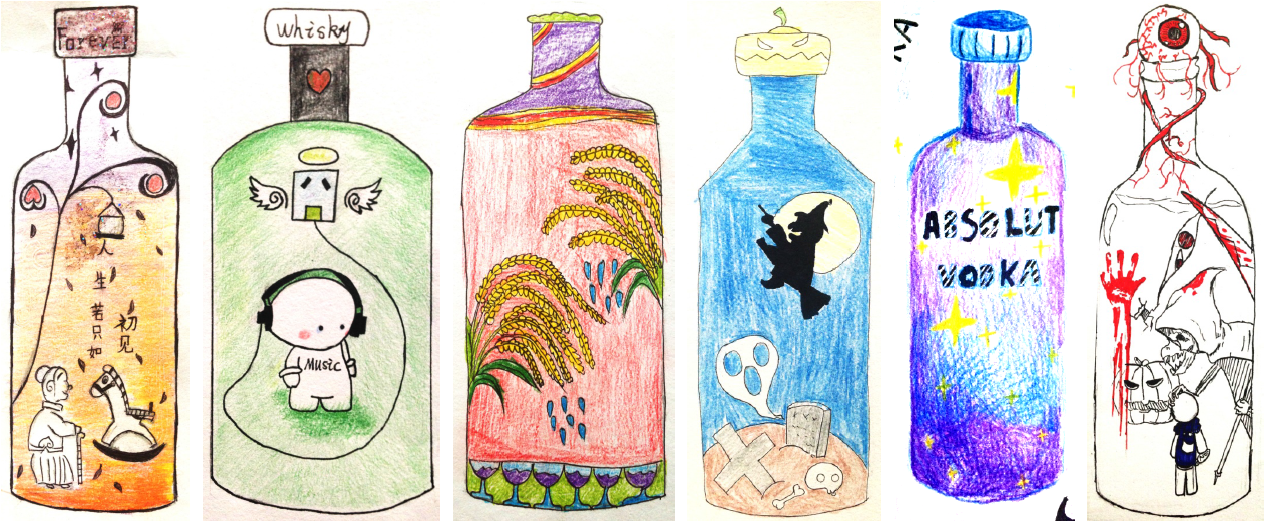 Forever
人生若只如
初见
Whisky
Music
ABSOLUT
VODKA